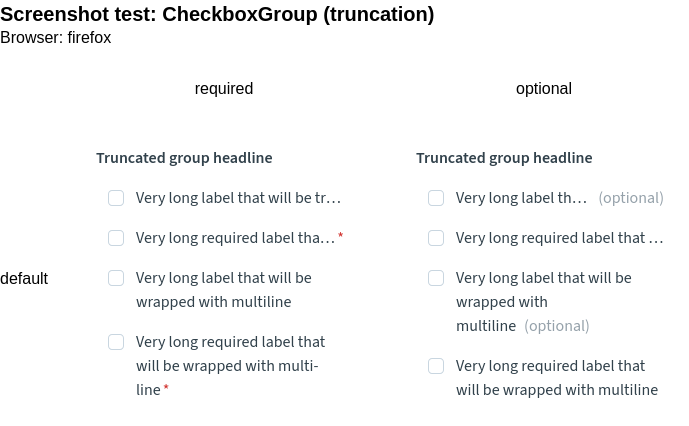 Screenshot test: CheckboxGroup (truncation)
Browser: firefox
required
optional
default
Truncated group headline
Very long label that will be tr…
Very long required label tha… *
Very long label that will be
wrapped with multiline
Very long required label that
will be wrapped with multi-
line *
Truncated group headline
Very long label th… (optional)
Very long required label that …
Very long label that will be
wrapped with
multiline (optional)
Very long required label that
will be wrapped with multiline